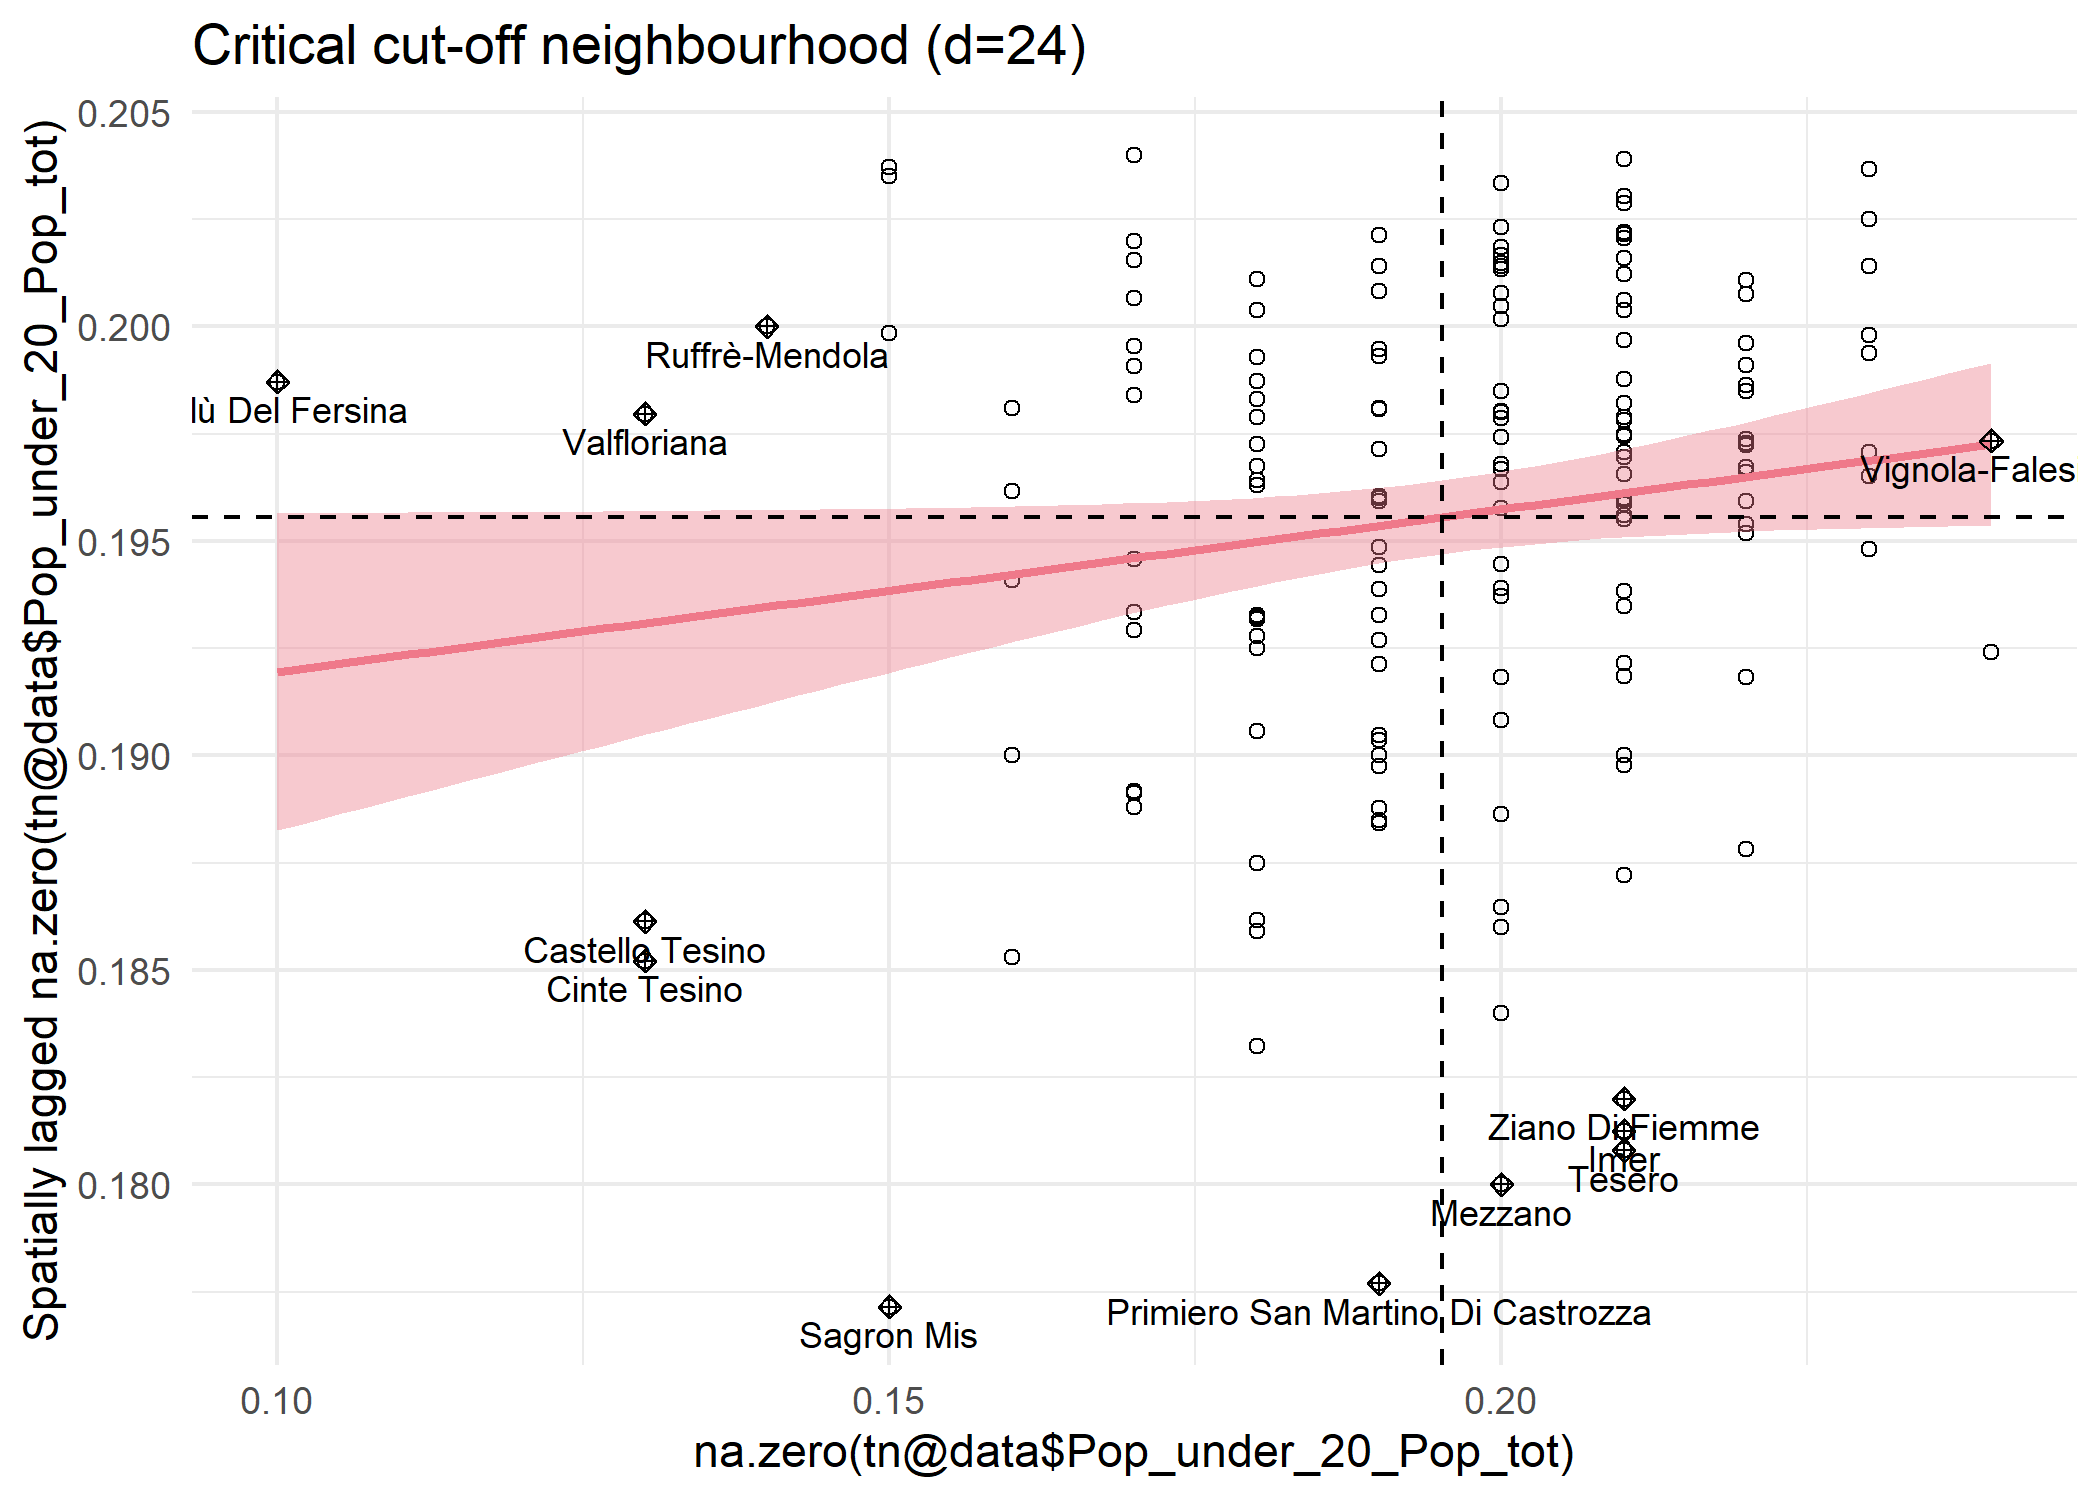 Critical cut-off neighbourhood (d=24)
Spatially lagged na.zero(tn@data$Pop_under_20_Pop_tot)
0.205
0.200
0.195
0.190
0.185
0.180
Ruffrè-Mendola
lù Del Fersina
Valfloriana
Vignola-Fales
Castello Tesino
Cinte Tesino
Ziano Di Fiemme
Imer
Tesero
Mezzano
Primiero San Martino Di Castrozza
Sagron Mis
0.10
0.15
0.20
na.zero(tn@data$Pop_under_20_Pop_tot)